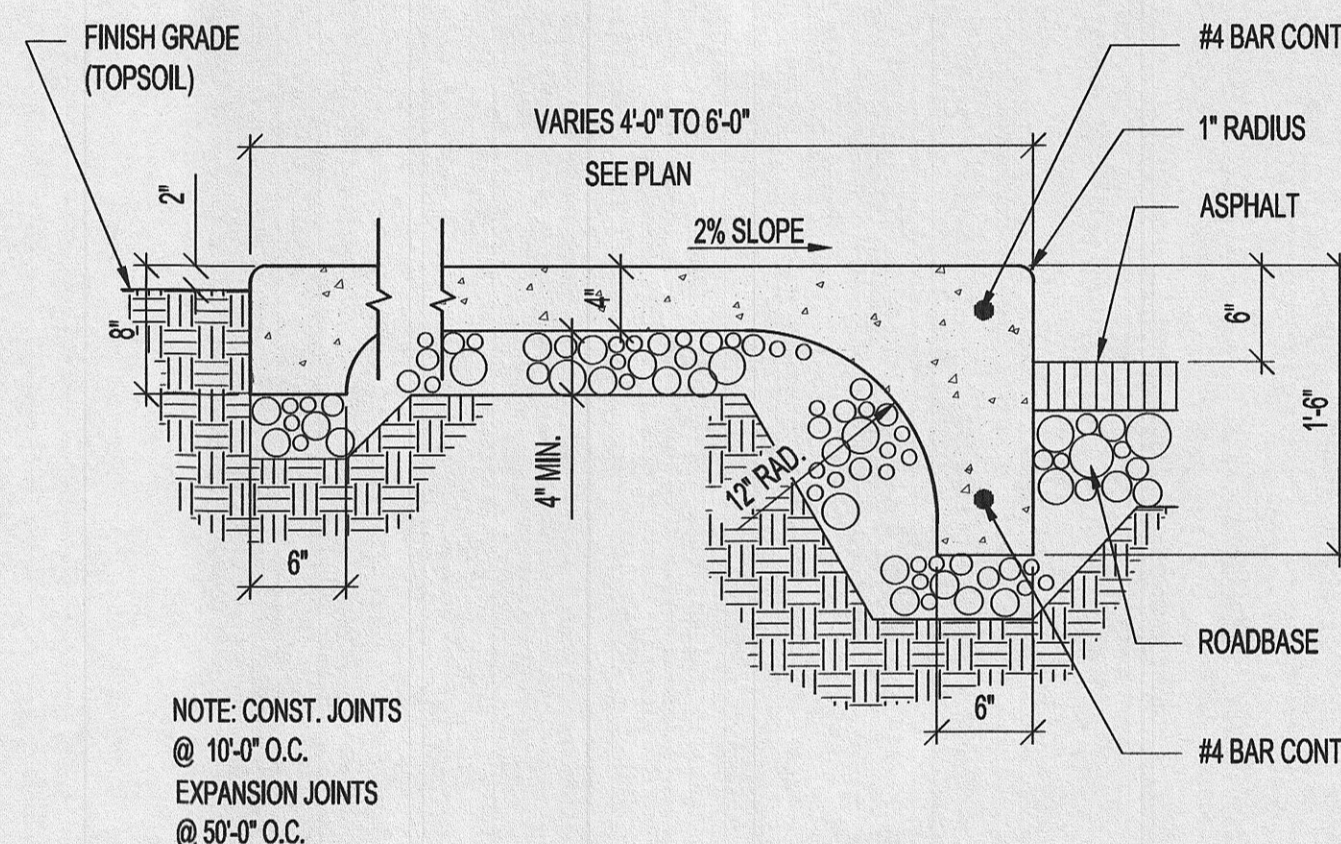 FINISH GRADE
(TOPSOIL)
#4 BAR CONT
VARIES 4'-0" TO 6'-0"
1" RADIUS
SEE PLAN
2"
ASPHALT
2% SLOPE
8"
4"
6"
1'-6"
4" MIN.
12" RAD.
6"
ROADBASE
6"
#4 BAR CONT
NOTE: CONST. JOINTS
@ 10'-0" O.C.
EXPANSION JOINTS
@ 50'-0" O.C.